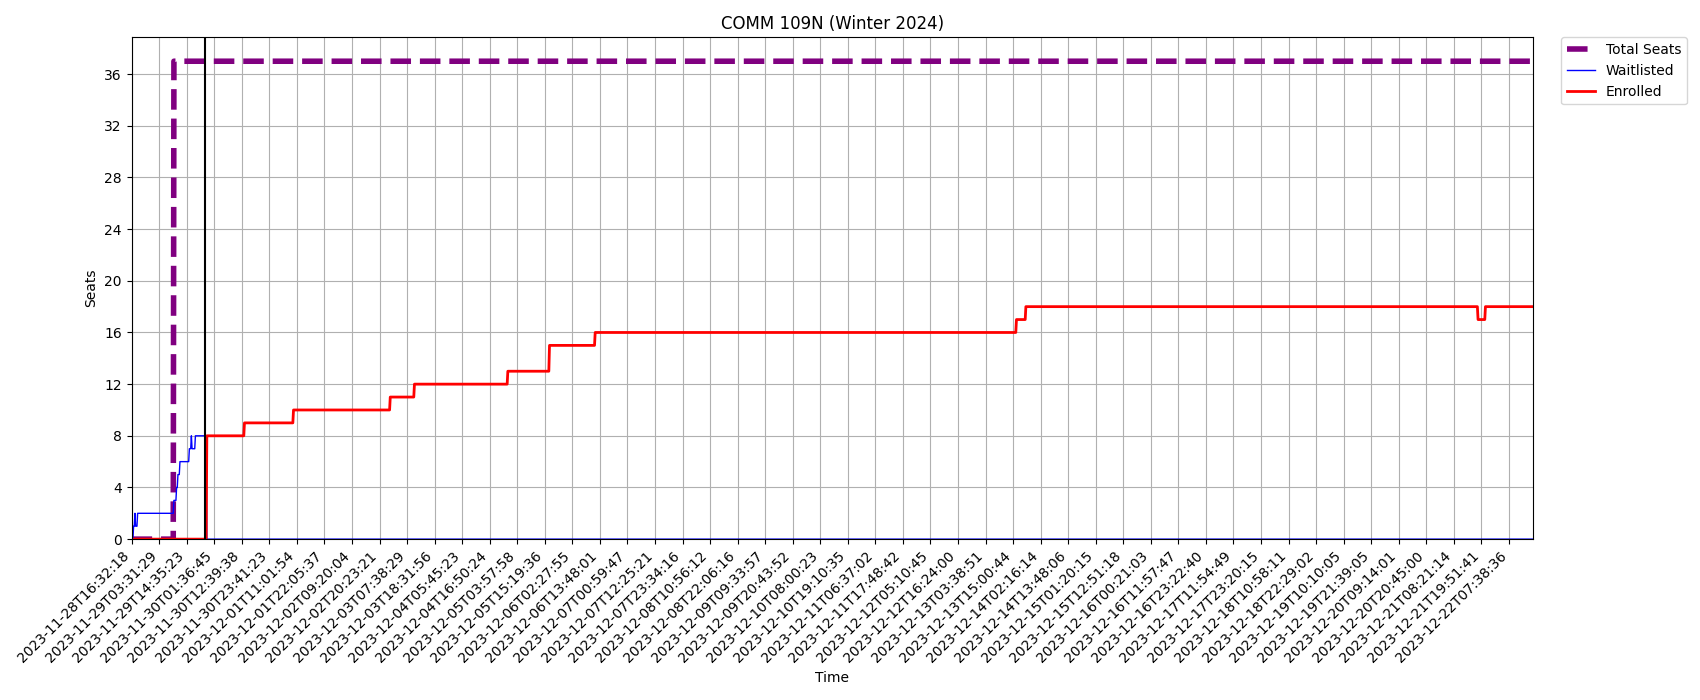 COMM 109N (Winter 2024)
Total Seats
Waitlisted
Enrolled
36
32
28
24
20
16
12
8
4
0
Seats
2023-11-28T16:32:18
2023-11-29T03:31:29
2023-11-29T14:35:23
2023-11-30T01:36:45
2023-11-30T12:39:38
2023-11-30T23:41:23
2023-12-01T11:01:54
2023-12-01T22:05:37
2023-12-02T09:20:04
2023-12-02T20:23:21
2023-12-03T07:38:29
2023-12-03T18:31:56
2023-12-04T05:45:23
2023-12-04T16:50:24
2023-12-05T03:57:58
2023-12-05T15:19:36
2023-12-06T02:27:55
2023-12-06T13:48:01
2023-12-07T00:59:47
2023-12-07T12:25:21
2023-12-07T23:34:16
2023-12-08T10:56:12
2023-12-08T22:06:16
2023-12-09T09:33:57
2023-12-09T20:43:52
2023-12-10T08:00:23
2023-12-10T19:10:35
2023-12-11T06:37:02
2023-12-11T17:48:42
2023-12-12T05:10:45
2023-12-12T16:24:00
2023-12-13T03:38:51
2023-12-13T15:00:44
2023-12-14T02:16:14
2023-12-14T13:48:06
2023-12-15T01:20:15
2023-12-15T12:51:18
2023-12-16T00:21:03
2023-12-16T11:57:47
2023-12-16T23:22:40
2023-12-17T11:54:49
2023-12-17T23:20:15
2023-12-18T10:58:11
2023-12-18T22:29:02
2023-12-19T10:10:05
2023-12-19T21:39:05
2023-12-20T09:14:01
2023-12-20T20:45:00
2023-12-21T08:21:14
2023-12-21T19:51:41
2023-12-22T07:38:36
Time